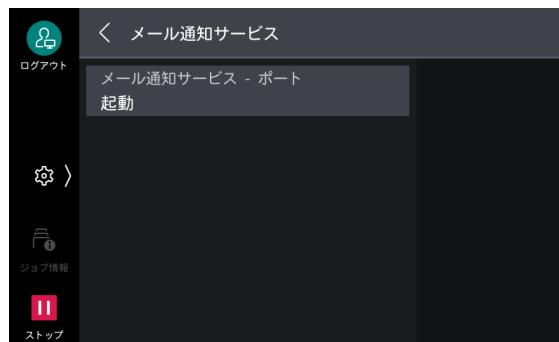 メール通知サービス
ログアウト
メール通知サービス - ポート
起動
ジョブ情報
ストップ